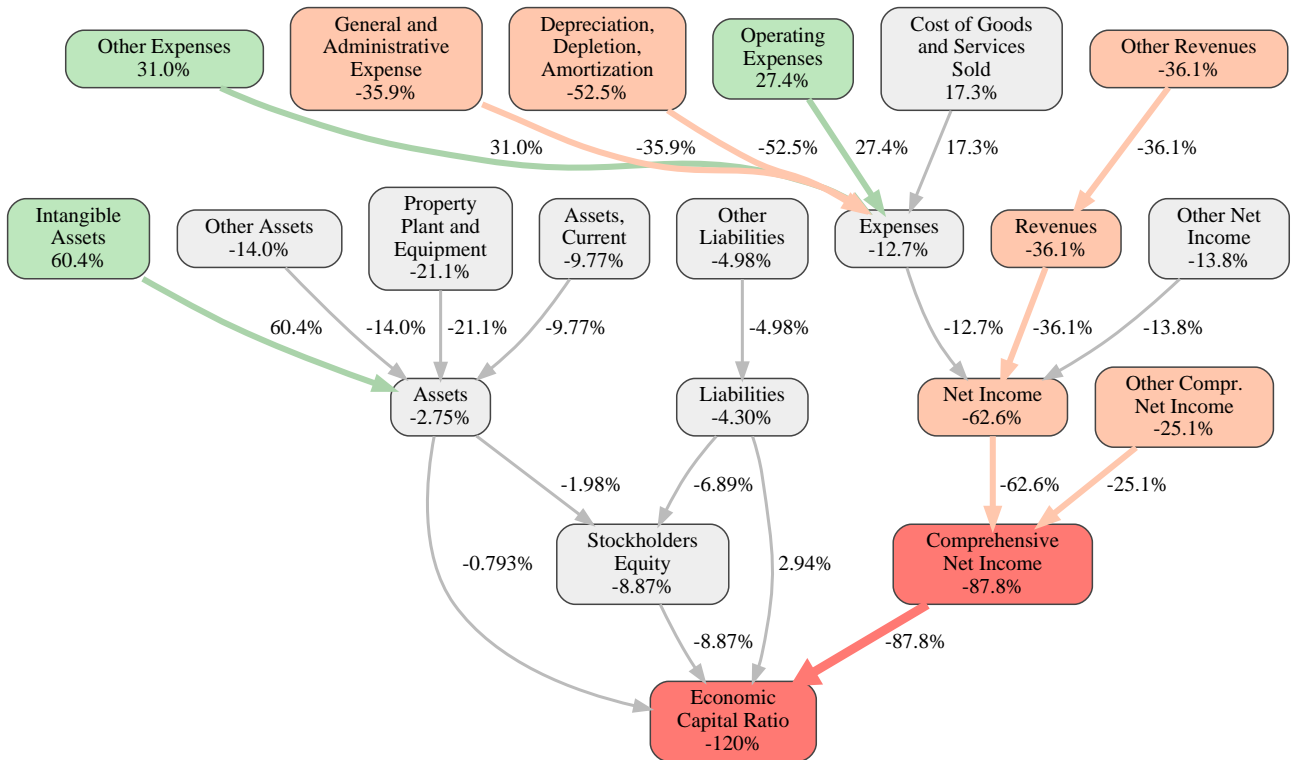 Other Expenses
31.0%
General and
Administrative
Expense
-35.9%
Depreciation,
Depletion,
Amortization
-52.5%
Operating
Expenses
27.4%
Cost of Goods
and Services
Sold
17.3%
Other Revenues
-36.1%
31.0%
-35.9%
-52.5%
27.4%
17.3%
-36.1%
Intangible
Assets
60.4%
Other Assets
-14.0%
Property
Plant and
Equipment
-21.1%
Assets,
Current
-9.77%
Other
Liabilities
-4.98%
Expenses
-12.7%
Revenues
-36.1%
Other Net
Income
-13.8%
60.4%
-14.0%
-21.1%
-9.77%
-4.98%
-12.7%
-36.1%
-13.8%
Assets
-2.75%
Liabilities
-4.30%
Net Income
-62.6%
Other Compr.
Net Income
-25.1%
-1.98%
-6.89%
-62.6%
-25.1%
-0.793%
Stockholders
Equity
-8.87%
2.94%
Comprehensive
Net Income
-87.8%
-8.87%
-87.8%
Economic
Capital Ratio
-120%